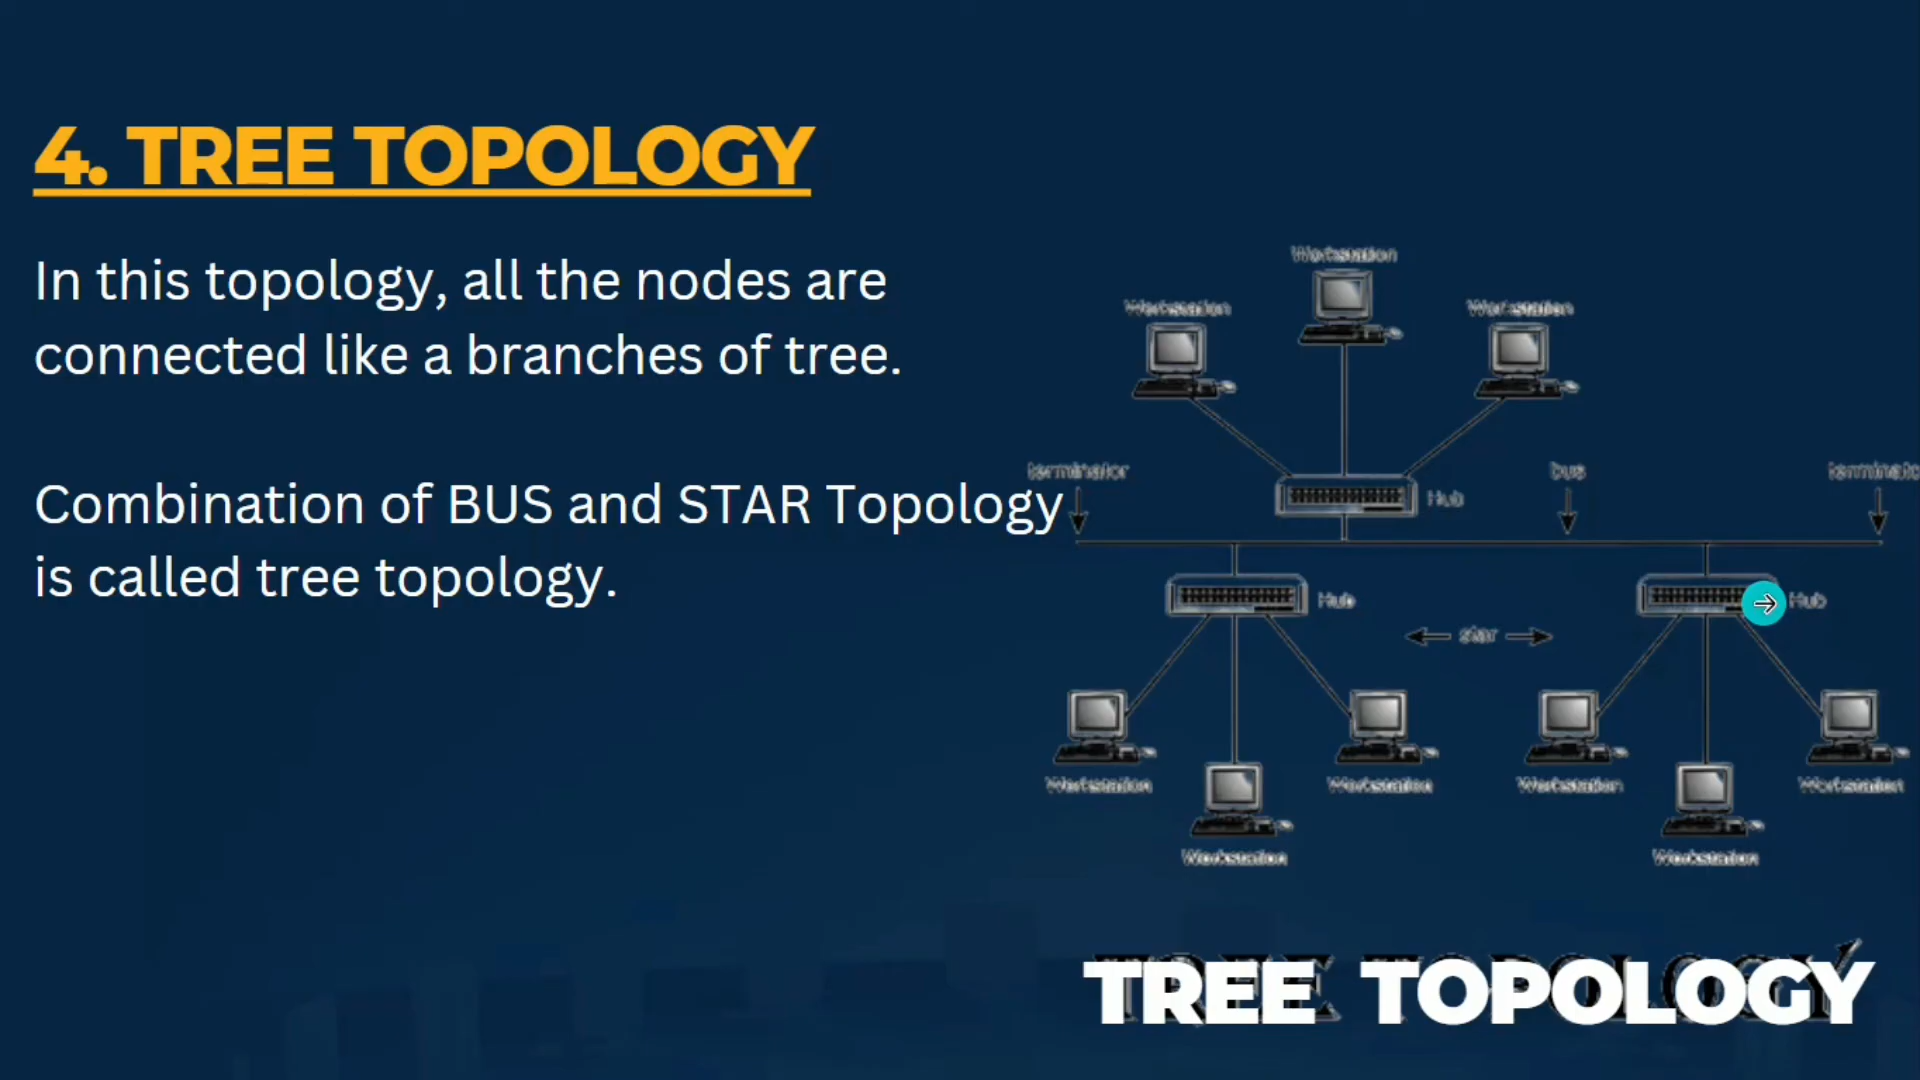 4. TREE TOPOLOGY
In this topology, all the nodes are
connected like a branches of tree.
Combination of BUS and STAR Topology
is called tree topology.
Workstation
Workstation
Workstation
terminator
bus
terminato
Hub
Hub
Hub
star
Workstation
Workstation
Workstation
Workstation
Workstation
Workstation
TREE TOPOLOGY